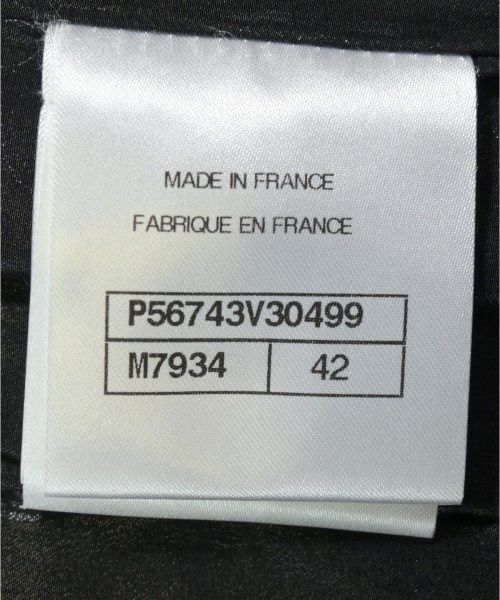 MADE IN FRANCE
FABRIQUE EN FRANCE
P56743V30499
M7934 42